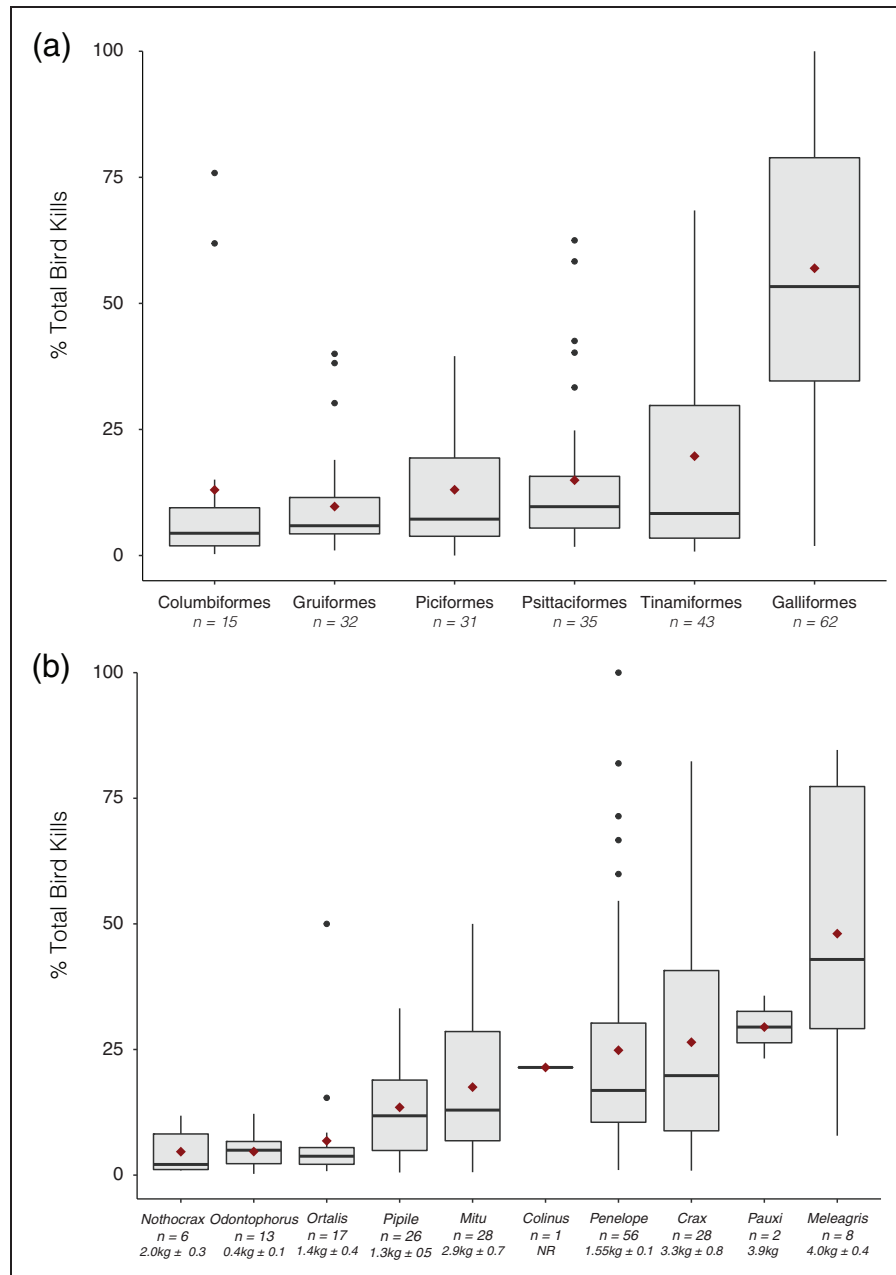 (a)
100
75
50
25
0
% Total Bird Kills
Columbiformes Gruiformes Piciformes Psittaciformes Tinamiformes Galliformes
n = 15 n = 32 n = 31 n = 35 n = 43 n = 62
(b)
100
75
50
25
0
% Total Bird Kills
Nothocrax Odontophorus Ortalis Pipile Mitu Colinus Penelope Crax Pauxi Meleagris
n = 6 n = 13 n = 17 n = 26 n = 28 n = 1 n = 56 n = 28 n = 2 n = 8
2.0kg ± 0.3 0.4kg ± 0.1 1.4kg ± 0.4 1.3kg ± 05 2.9kg ± 0.7 NR 1.55kg ± 0.1 3.3kg ± 0.8 3.9kg 4.0kg ± 0.4